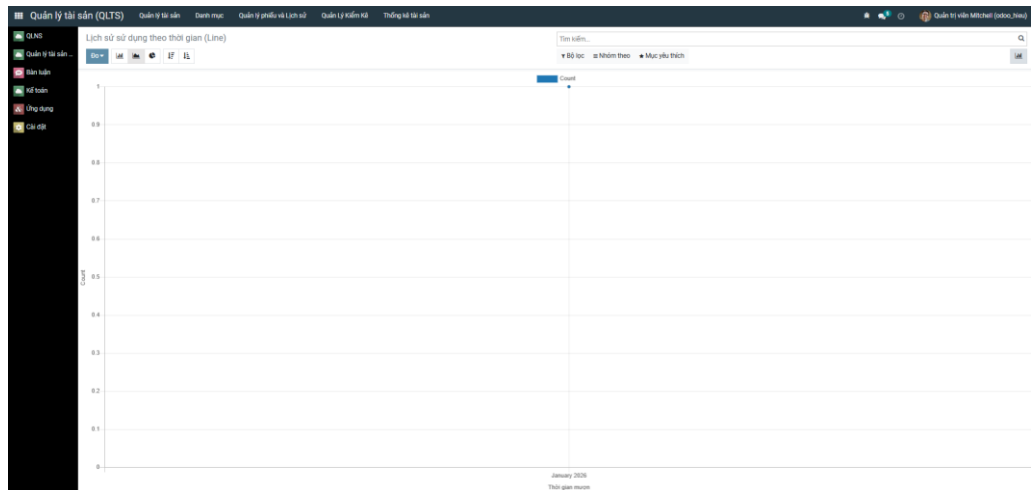 Quản lý tài sản (QLTS) Quản lý tài sản Danh mục Quản lý phiếu và Lịch sử Quản Lý Kiểm Kê Thống kê tài sản
Quản trị viên Mitchell (odoo_hieu)
QLNS
Quản lý tài sản ...
Bàn luận
Kế toán
Ứng dụng
Cài đặt
Lịch sử sử dụng theo thời gian (Line)
Tìm kiếm...
Đo
Bộ lọc Nhóm theo Mục yêu thích
Count
1
0.9
0.8
0.7
0.6
0.5
0.4
0.3
0.2
0.1
0
Count
January 2026
Thời gian mượn